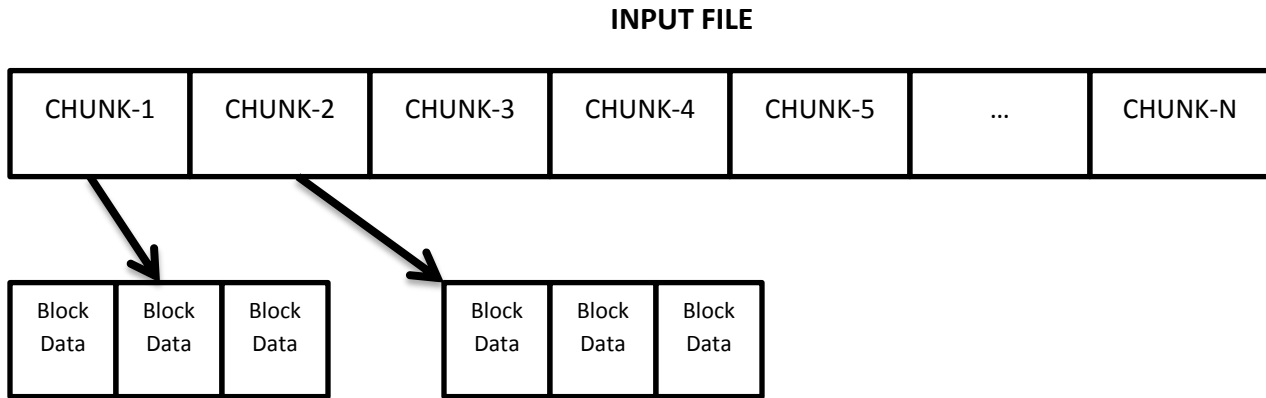 INPUT FILE
CHUNK-1 CHUNK-2 CHUNK-3 CHUNK-4 CHUNK-5 ... CHUNK-N
Block Block Block Block Block Block
Data Data Data Data Data Data